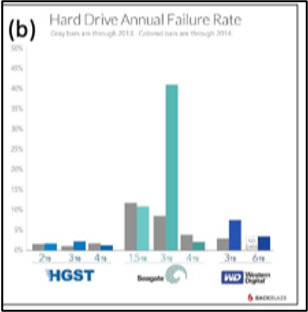 (b)
Hard Drive Annual Failure Rate
Gray bars are through 2013. Colored bars are through 2014.
50%
45%
40%
35%
30%
25%
20%
15%
10%
5%
0%
2TB 3TB 4TB 1.5TB 3TB 4TB 3TB 6TB
HGST Seagate WD Western Digital
BACKBLAZE